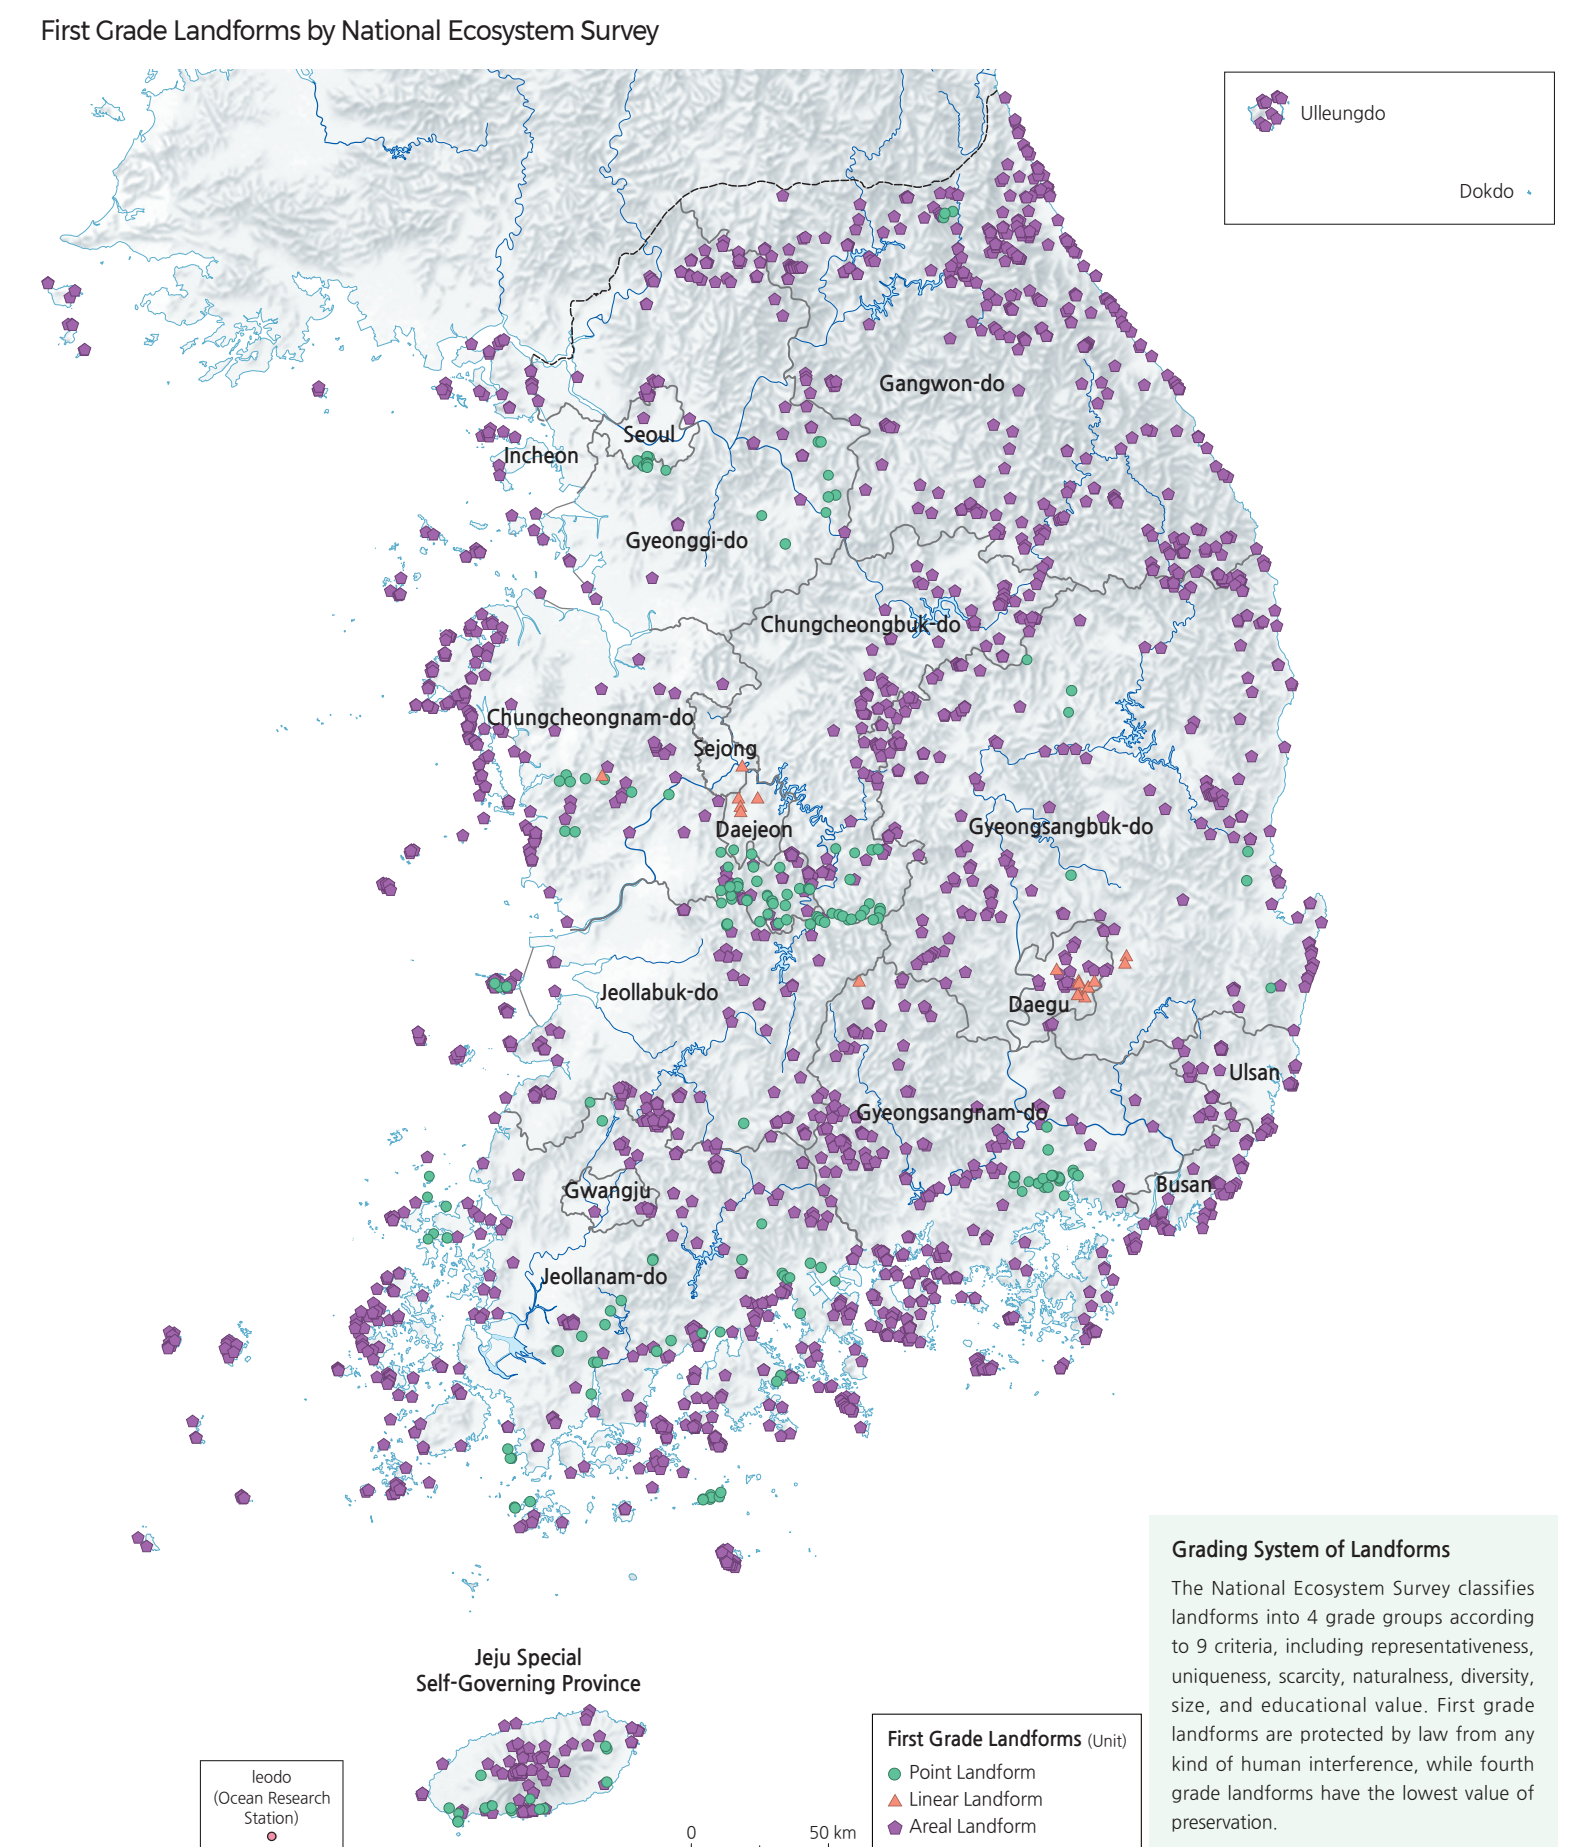 First Grade Landforms by National Ecosystem Survey
Ulleungdo
Dokdo
Gangwon-do
Seoul
Incheon
Gyeonggi-do
Chungcheongbuk-do
Chungcheongnam-do
Sejong
Daejeon
Gyeongsangbuk-do
Jeollabuk-do
Daegu
Ulsan
Gyeongsangnam-do
Gwangju
Busan
Jeollanam-do
Jeju Special
Self-Governing Province
Ieodo
(Ocean Research
Station)
0 50 km
First Grade Landforms (Unit)
Point Landform
Linear Landform
Areal Landform
Grading System of Landforms
The National Ecosystem Survey classifies
landforms into 4 grade groups according
to 9 criteria, including representativeness,
uniqueness, scarcity, naturalness, diversity,
size, and educational value. First grade
landforms are protected by law from any
kind of human interference, while fourth
grade landforms have the lowest value of
preservation.